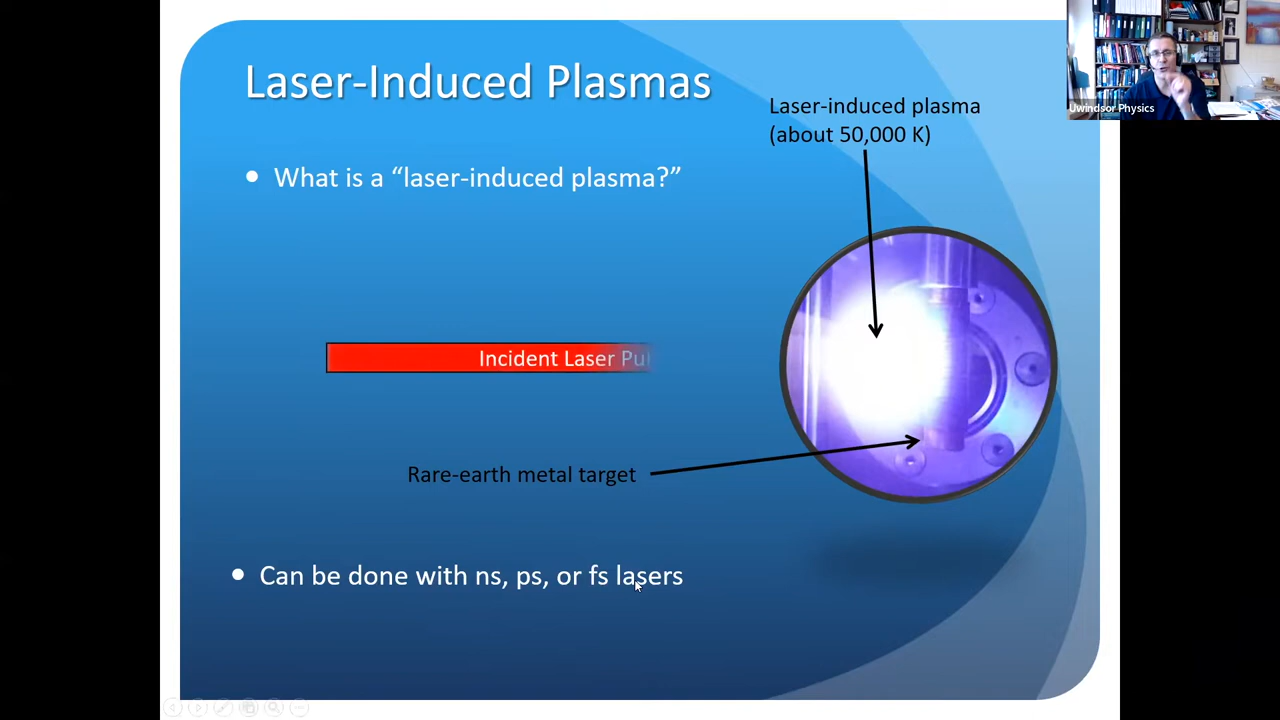 Laser-Induced Plasmas
Uwindsor Physics
Laser-induced plasma
(about 50,000 K)
• What is a “laser-induced plasma?”
Incident Laser Pul
Rare-earth metal target
• Can be done with ns, ps, or fs lasers